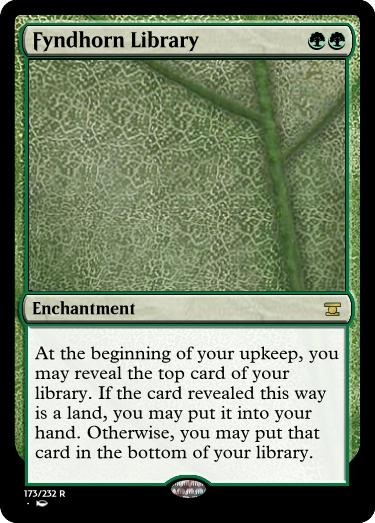 Fyndhorn Library
Enchantment
At the beginning of your upkeep, you
may reveal the top card of your
library. If the card revealed this way
is a land, you may put it into your
hand. Otherwise, you may put that
card in the bottom of your library.
173/232 R